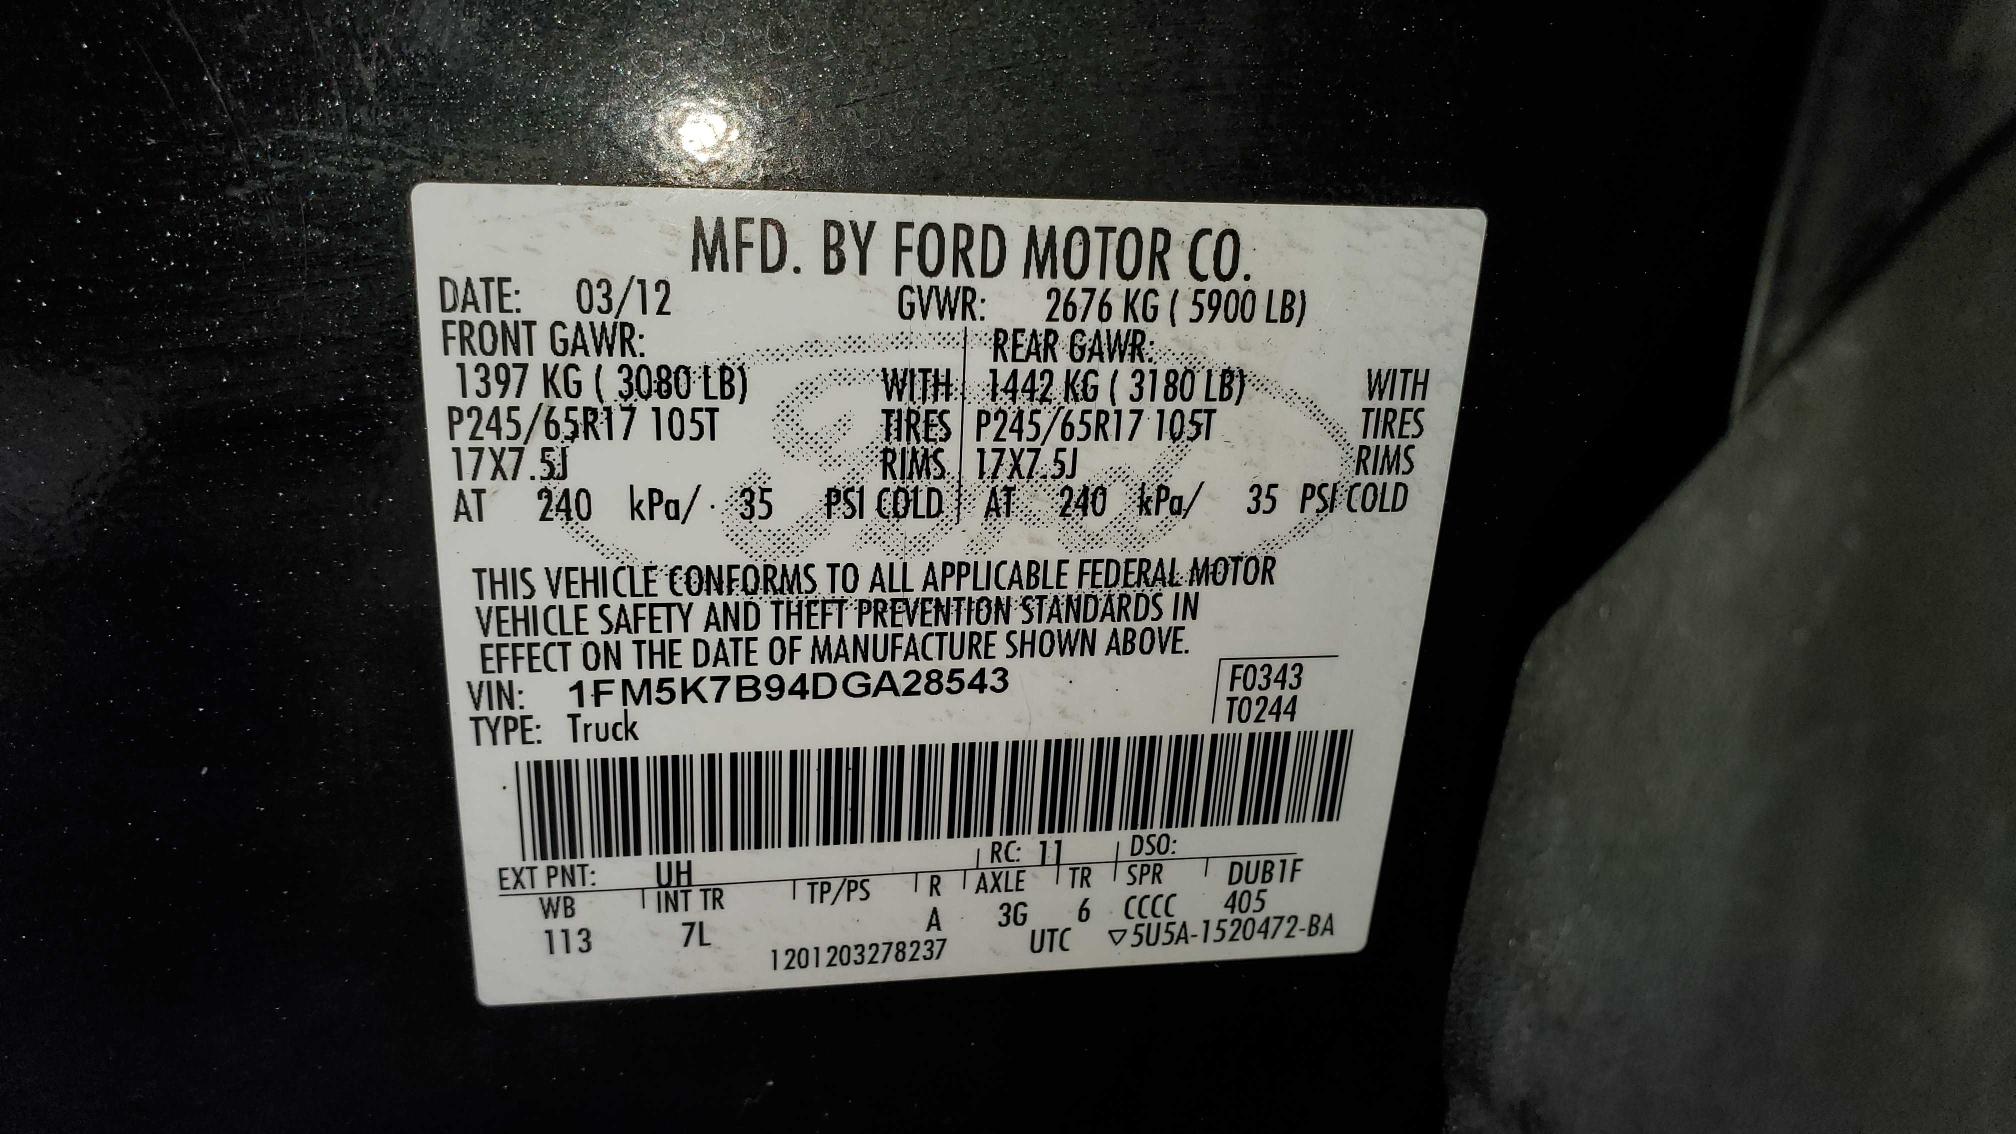 MFD. BY FORD MOTOR CO.
DATE: 03/12 GVWR: 2676 KG ( 5900 LB)
FRONT GAWR: REAR GAWR:
1397 KG ( 3080 LB) WITH 1442 KG ( 3180 LB) WITH
P245/65R17 105T TIRES P245/65R17 105T TIRES
17X7.5J RIMS 17X7.5J RIMS
AT 240 kPa/ 35 PSI COLD AT 240 kPa/ 35 PSI COLD
THIS VEHICLE CONFORMS TO ALL APPLICABLE FEDERAL MOTOR
VEHICLE SAFETY AND THEFT PREVENTION STANDARDS IN
EFFECT ON THE DATE OF MANUFACTURE SHOWN ABOVE.
VIN: 1FM5K7B94DGA28543 F0343
TYPE: Truck T0244
EXT PNT: UH RC: 11 DSO:
WB INT TR TP/PS R AXLE TR SPR DUB1F
113 7L A 3G 6 CCCC 405
1201203278237 UTC ▽5U5A-1520472-BA